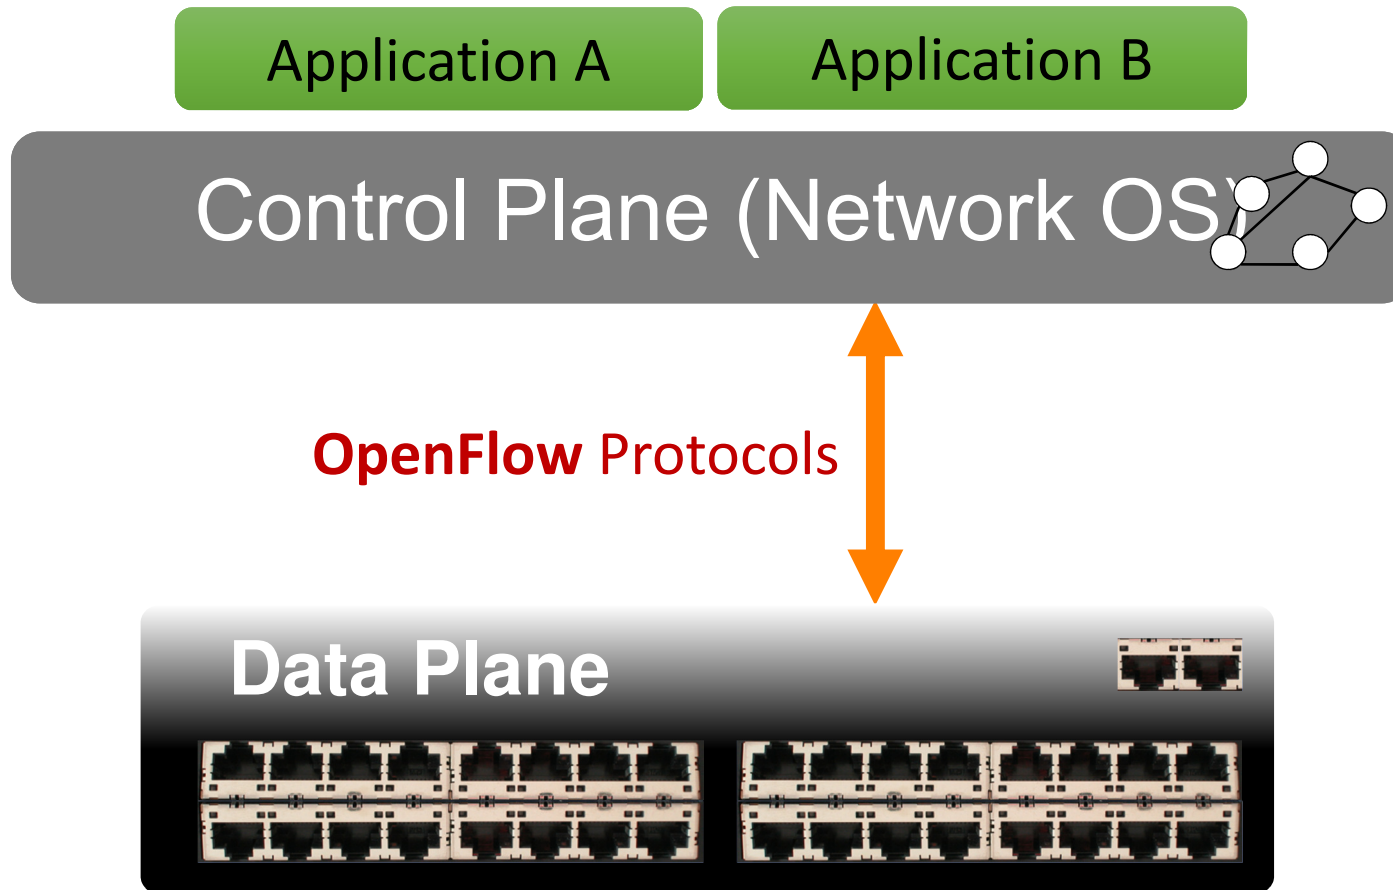 Application A
Application B
Control Plane (Network OS)
OpenFlow Protocols
Data Plane